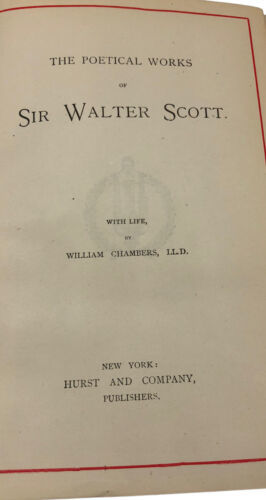 THE POETICAL WORKS
OF
SIR WALTER SCOTT.
WITH LIFE,
BY
WILLIAM CHAMBERS, LL.D.
NEW YORK:
HURST AND COMPANY,
PUBLISHERS.